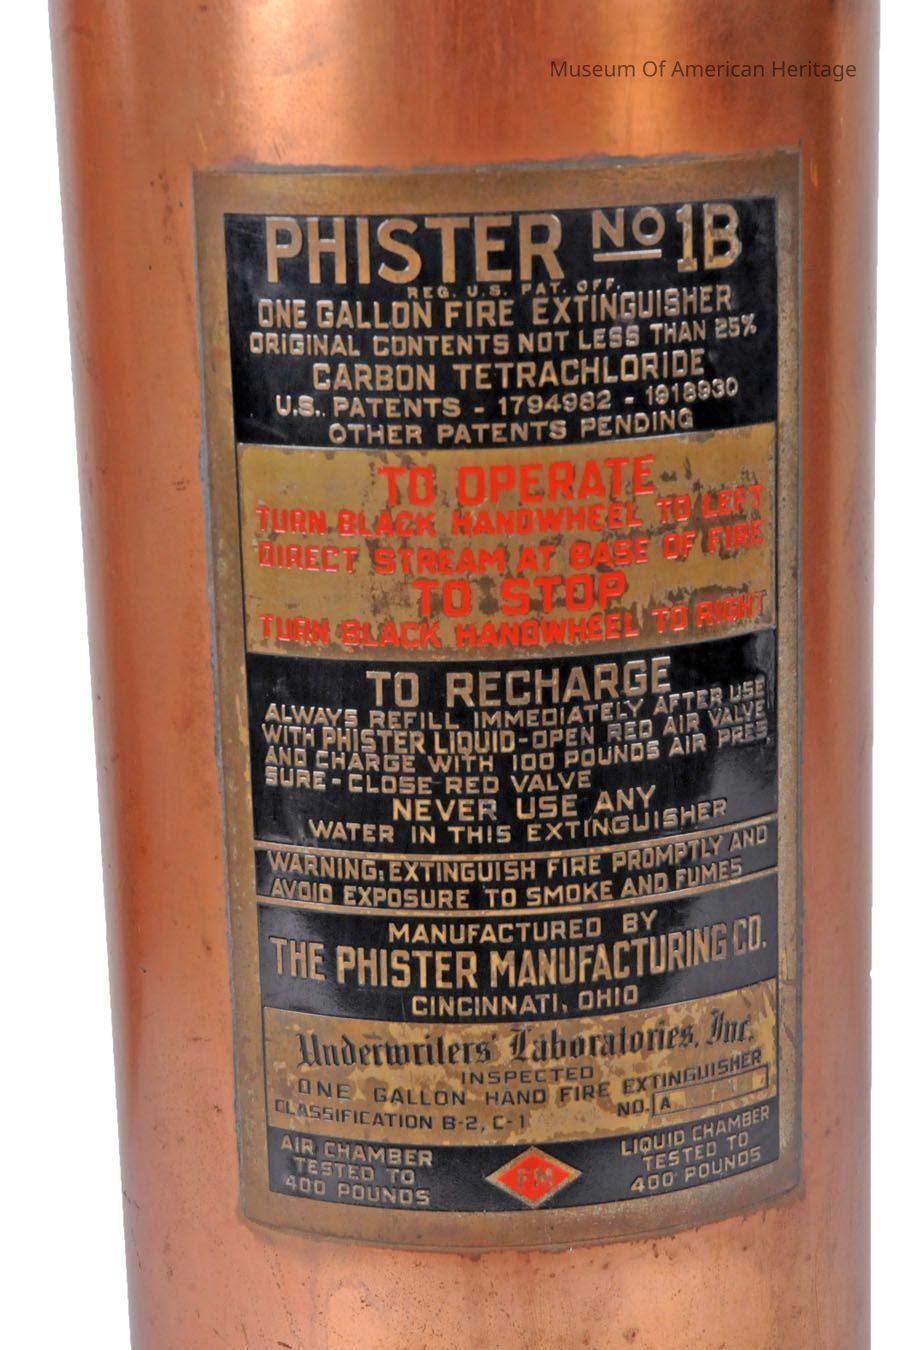 Museum Of American Heritage
PHISTER NO 1B
REG. U.S. PAT. OFF.
ONE GALLON FIRE EXTINGUISHER
ORIGINAL CONTENTS NOT LESS THAN 25%
CARBON TETRACHLORIDE
U.S. PATENTS - 1794982 - 1918930
OTHER PATENTS PENDING
TO OPERATE
TURN BLACK HANDWHEEL TO LEFT
DIRECT STREAM AT BASE OF FIRE
TO STOP
TURN BLACK HANDWHEEL TO RIGHT
TO RECHARGE
ALWAYS REFILL IMMEDIATELY AFTER USE
WITH PHISTER LIQUID-OPEN RED AIR VALVE
AND CHARGE WITH 100 POUNDS AIR PRES
SURE-CLOSE RED VALVE
NEVER USE ANY
WATER IN THIS EXTINGUISHER
WARNING: EXTINGUISH FIRE PROMPTLY AND
AVOID EXPOSURE TO SMOKE AND FUMES
MANUFACTURED BY
THE PHISTER MANUFACTURING CO.
CINCINNATI, OHIO
Underwriters' Laboratories, Inc.
INSPECTED
ONE GALLON HAND FIRE EXTINGUISHER
CLASSIFICATION B-2, C-1 NO. A
AIR CHAMBER
TESTED TO
400 POUNDS
FM
LIQUID CHAMBER
TESTED TO
400 POUNDS